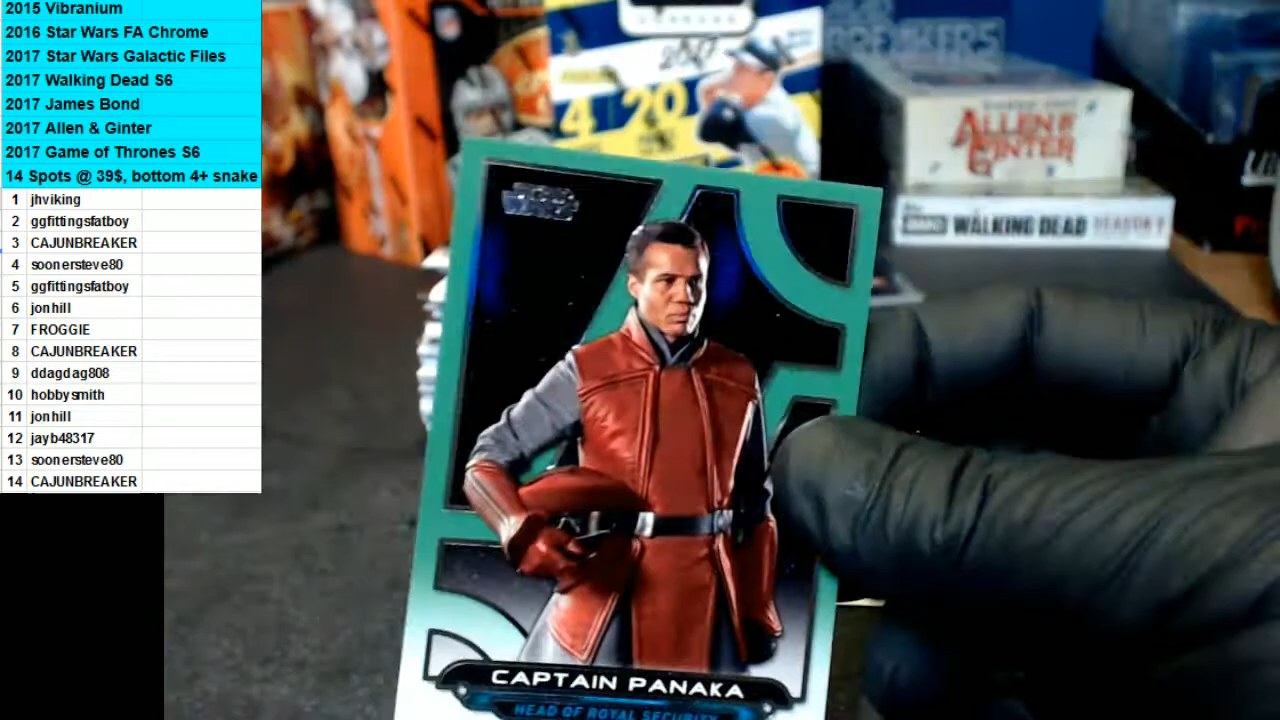 2015 Vibranium
2016 Star Wars FA Chrome
2017 Star Wars Galactic Files
2017 Walking Dead S6
2017 James Bond
2017 Allen & Ginter
2017 Game of Thrones S6
14 Spots @ 39$, bottom 4+ snake
1 jhviking
2 ggfittingsfatboy
3 CAJUNBREAKER
4 soonersteve80
5 ggfittingsfatboy
6 jonhill
7 FROGGIE
8 CAJUNBREAKER
9 ddagdag808
10 hobbysmith
11 jonhill
12 jayb48317
13 soonersteve80
14 CAJUNBREAKER
2017
4 20
BREAKERS
ALLEN &
GINTER
WALKING DEAD
CAPTAIN PANAKA
HEAD OF ROYAL SECURITY